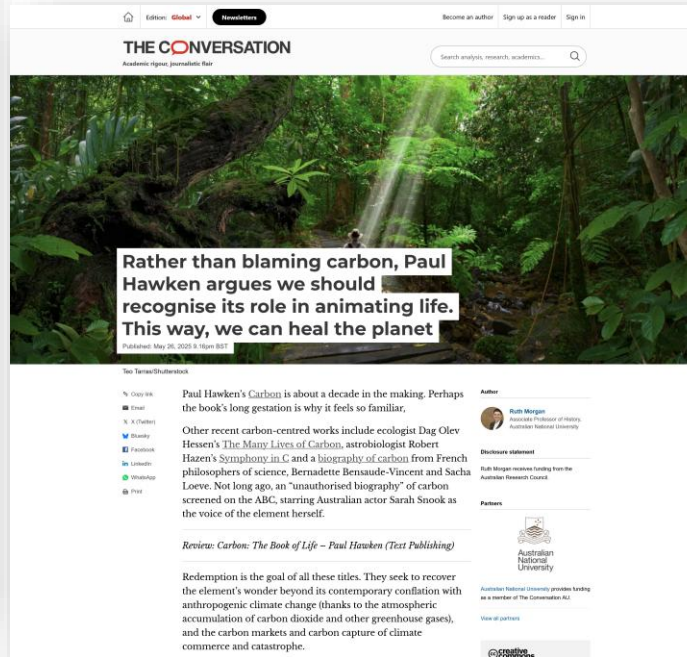 Edition: Global
Newsletters
Become an author
Sign up as a reader
Sign in
THE CONVERSATION
Academic rigour, journalistic flair
Search analysis, research, academics...
Rather than blaming carbon, Paul
Hawken argues we should
recognise its role in animating life.
This way, we can heal the planet
Published: May 26, 2025 9.16pm BST
Teo Tarras/Shutterstock
Copy link
Email
X (Twitter)
Bluesky
Facebook
LinkedIn
WhatsApp
Print
Paul Hawken's Carbon is about a decade in the making. Perhaps
the book's long gestation is why it feels so familiar,
Other recent carbon-centred works include ecologist Dag Olev
Hessen's The Many Lives of Carbon, astrobiologist Robert
Hazen's Symphony in C and a biography of carbon from French
philosophers of science, Bernadette Bensaude-Vincent and Sacha
Loeve. Not long ago, an “unauthorised biography” of carbon
screened on the ABC, starring Australian actor Sarah Snook as
the voice of the element herself.
Review: Carbon: The Book of Life – Paul Hawken (Text Publishing)
Redemption is the goal of all these titles. They seek to recover
the element's wonder beyond its contemporary conflation with
anthropogenic climate change (thanks to the atmospheric
accumulation of carbon dioxide and other greenhouse gases),
and the carbon markets and carbon capture of climate
commerce and catastrophe.
Author
Ruth Morgan
Associate Professor of History,
Australian National University
Disclosure statement
Ruth Morgan receives funding from the
Australian Research Council.
Partners
Australian
National
University
Australian National University provides funding
as a member of The Conversation AU.
View all partners
cc creative
commons